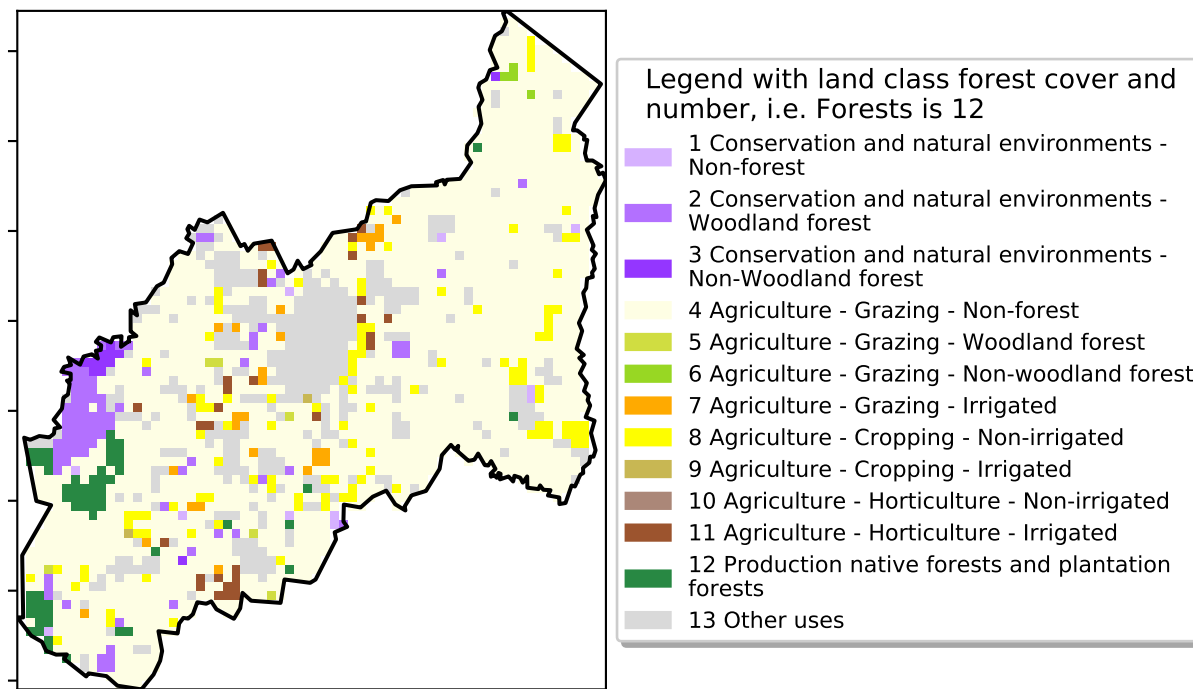 Legend with land class forest cover and
number, i.e. Forests is 12
1 Conservation and natural environments -
Non-forest
2 Conservation and natural environments -
Woodland forest
3 Conservation and natural environments -
Non-Woodland forest
4 Agriculture - Grazing - Non-forest
5 Agriculture - Grazing - Woodland forest
6 Agriculture - Grazing - Non-woodland forest
7 Agriculture - Grazing - Irrigated
8 Agriculture - Cropping - Non-irrigated
9 Agriculture - Cropping - Irrigated
10 Agriculture - Horticulture - Non-irrigated
11 Agriculture - Horticulture - Irrigated
12 Production native forests and plantation
forests
13 Other uses